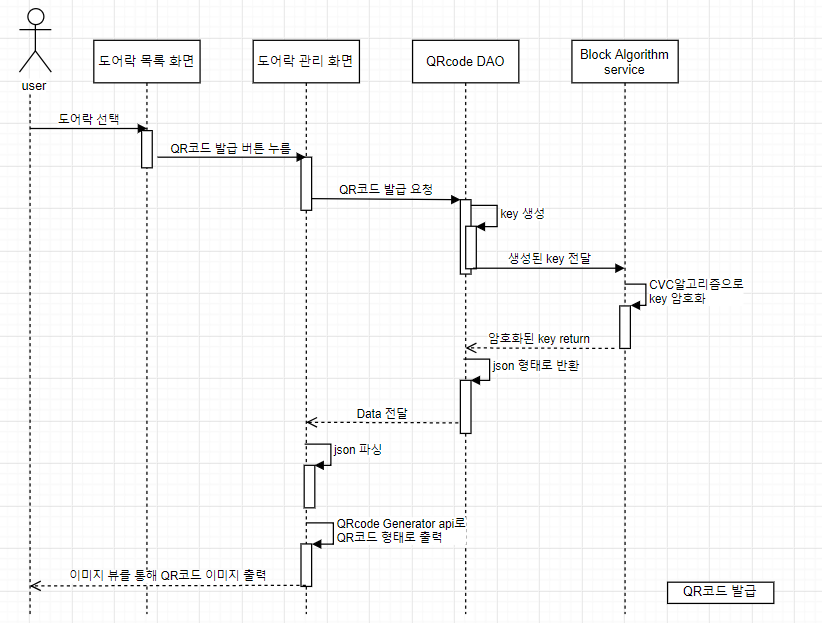 user
도어락 목록 화면
도어락 관리 화면
QRcode DAO
Block Algorithm
service
도어락 선택
QR코드 발급 버튼 누름
QR코드 발급 요청
key 생성
생성된 key 전달
CVC알고리즘으로
key 암호화
암호화된 key return
json 형태로 반환
Data 전달
json 파싱
QRcode Generator api로
QR코드 형태로 출력
이미지 뷰를 통해 QR코드 이미지 출력
QR코드 발급